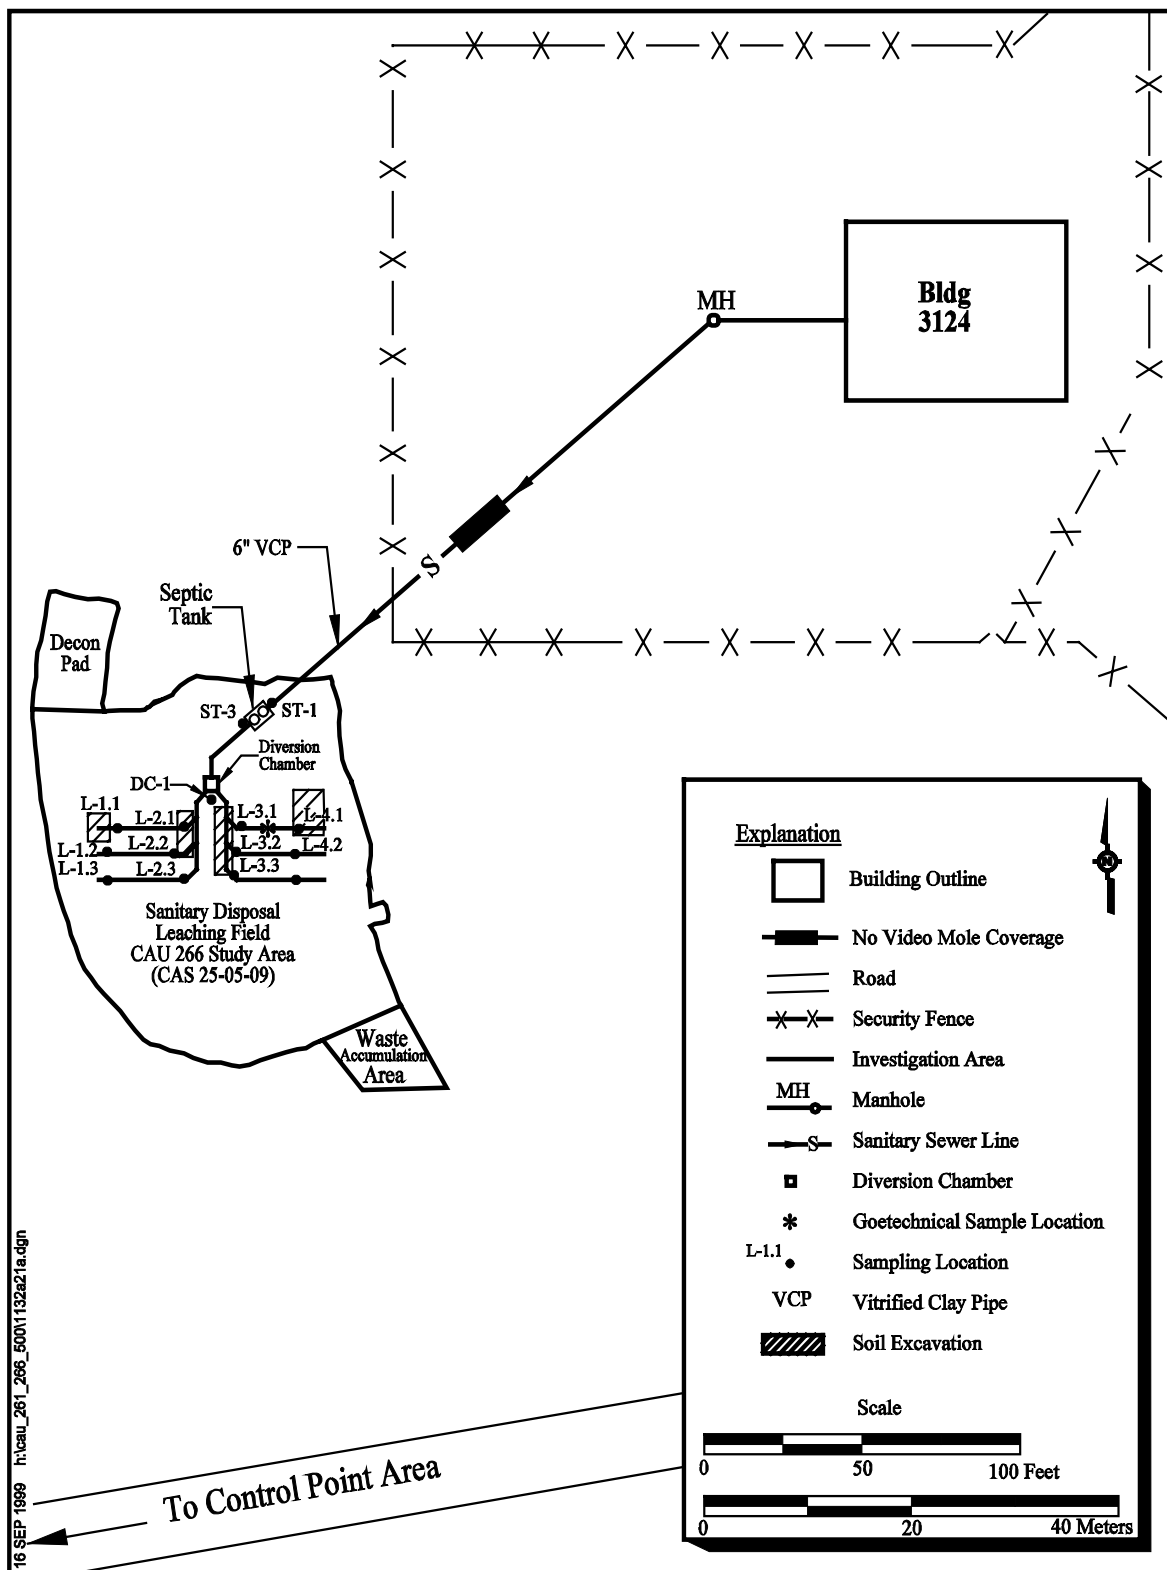 MH
Bldg
3124
6" VCP
S
Septic
Tank
Decon
Pad
ST-3
ST-1
Diversion
Chamber
DC-1
L-1.1
L-2.1
L-3.1
L-4.1
L-1.2
L-2.2
L-3.2
L-4.2
L-1.3
L-2.3
L-3.3
Sanitary Disposal
Leaching Field
CAU 266 Study Area
(CAS 25-05-09)
Waste
Accumulation
Area
Explanation
N
Building Outline
No Video Mole Coverage
Road
Security Fence
Investigation Area
MH Manhole
S Sanitary Sewer Line
Diversion Chamber
Goetechnical Sample Location
L-1.1 Sampling Location
VCP Vitrified Clay Pipe
Soil Excavation
Scale
0 50 100 Feet
0 20 40 Meters
To Control Point Area
16 SEP 1999 h:\cau_261_266_500\1132a21a.dgn